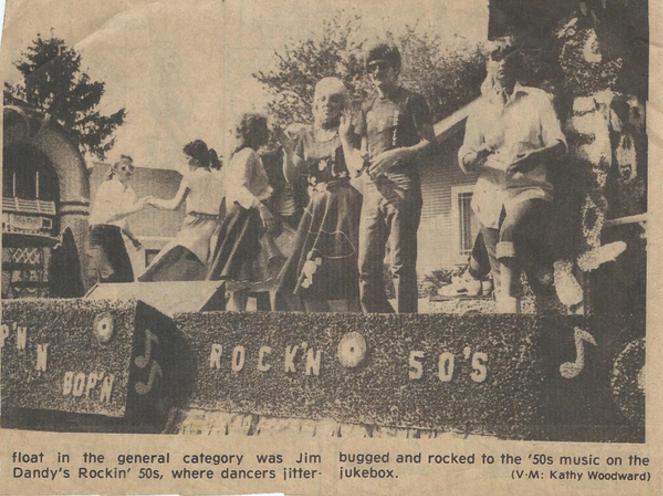 P'N
N
BOP'N
ROCK'N 50'S
float in the general category was Jim
Dandy's Rockin' 50s, where dancers jitter-
bugged and rocked to the '50s music on the
jukebox.
(V-M: Kathy Woodward)